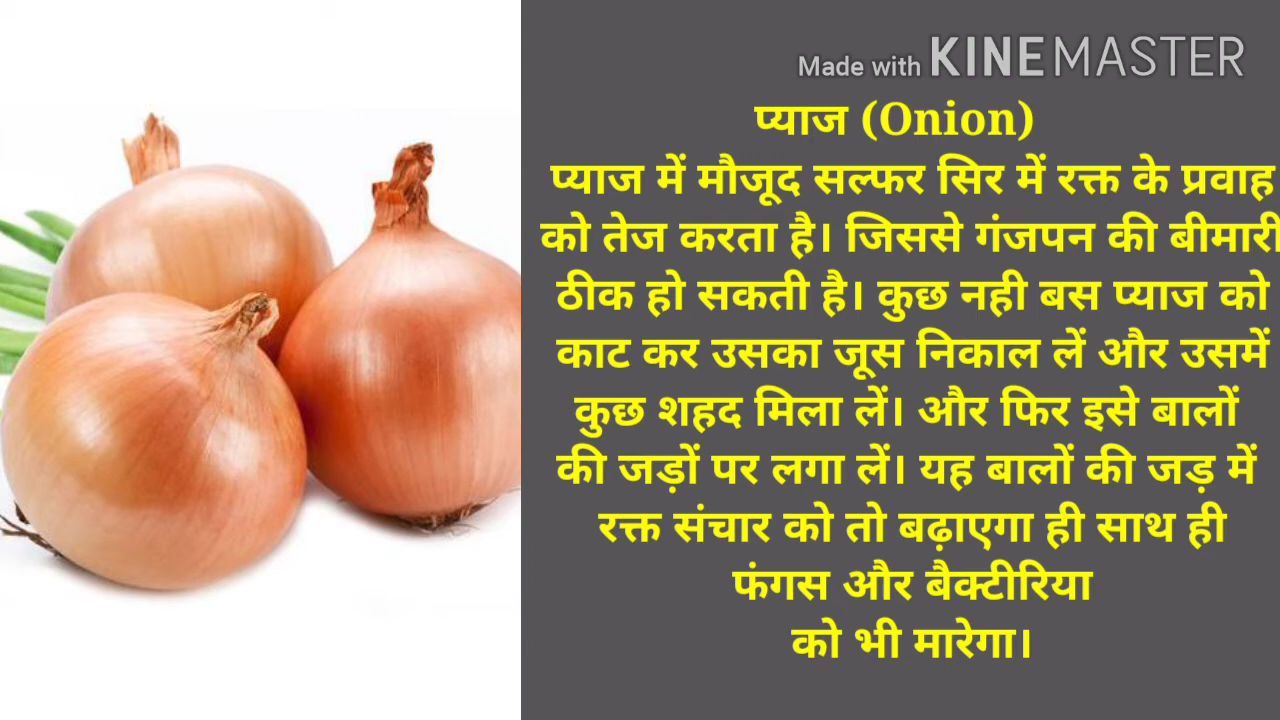 Made with KINEMASTER
प्याज (Onion)
प्याज में मौजूद सल्फर सिर में रक्त के प्रवाह
को तेज करता है। जिससे गंजपन की बीमारी
ठीक हो सकती है। कुछ नही बस प्याज को
काट कर उसका जूस निकाल लें और उसमें
कुछ शहद मिला लें। और फिर इसे बालों
की जड़ों पर लगा लें। यह बालों की जड़ में
रक्त संचार को तो बढ़ाएगा ही साथ ही
फंगस और बैक्टीरिया
को भी मारेगा।